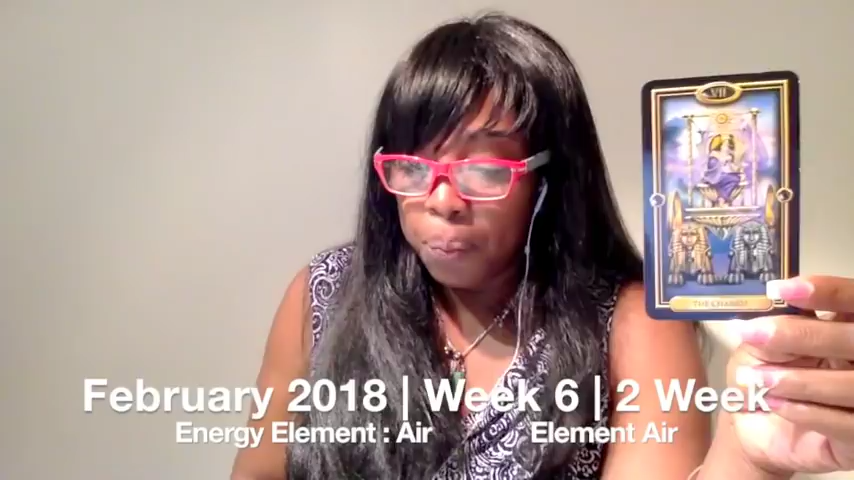 VII
THE CHARIOT
February 2018 | Week 6 | 2 Week
Energy Element : Air Element Air